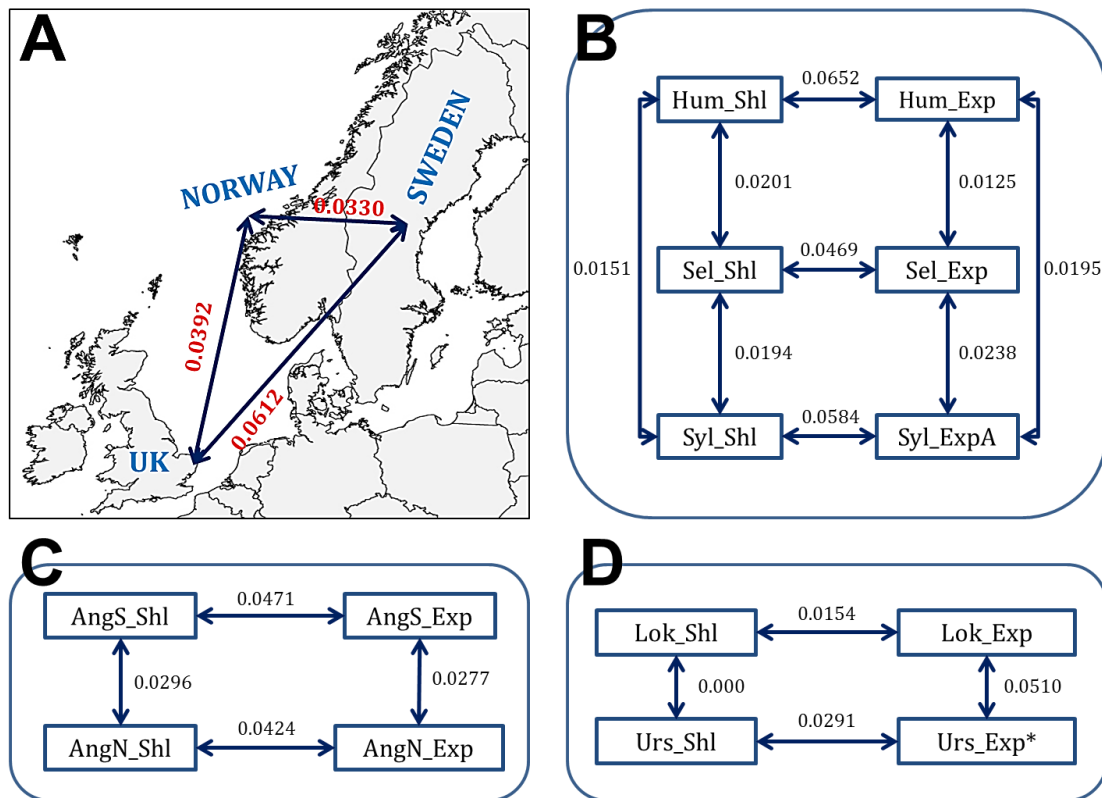 A
NORWAY
SWEDEN
0.0330
0.0392
0.0612
UK
B
Hum_Shl
0.0652
Hum_Exp
0.0201
0.0125
0.0151
Sel_Shl
0.0469
Sel_Exp
0.0195
0.0194
0.0238
Syl_Shl
0.0584
Syl_ExpA
C
AngS_Shl
0.0471
AngS_Exp
0.0296
0.0277
AngN_Shl
0.0424
AngN_Exp
D
Lok_Shl
0.0154
Lok_Exp
0.000
0.0510
Urs_Shl
0.0291
Urs_Exp*